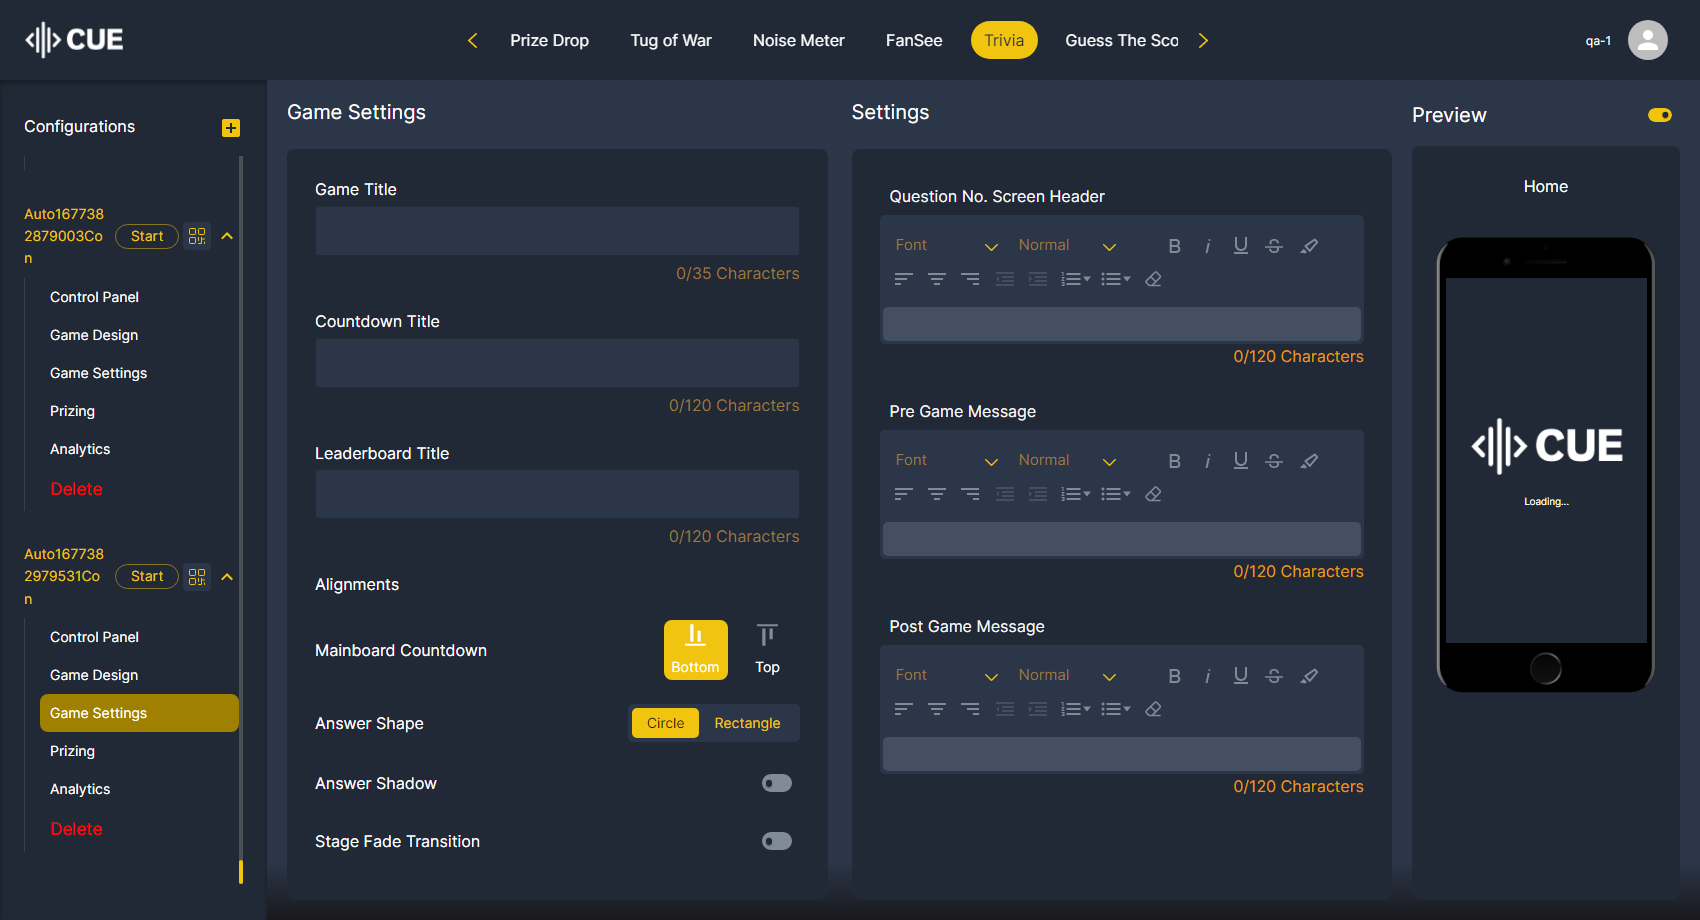 CUE
Prize Drop
Tug of War
Noise Meter
FanSee
Trivia
Guess The Sco
qa-1
Configurations
Auto167738
2879003Co
n
Start
Control Panel
Game Design
Game Settings
Prizing
Analytics
Delete
Auto167738
2979531Co
n
Start
Control Panel
Game Design
Game Settings
Prizing
Analytics
Delete
Game Settings
Game Title
0/35 Characters
Countdown Title
0/120 Characters
Leaderboard Title
0/120 Characters
Alignments
Mainboard Countdown
Bottom
Top
Answer Shape
Circle
Rectangle
Answer Shadow
Stage Fade Transition
Settings
Question No. Screen Header
Font
Normal
0/120 Characters
Pre Game Message
Font
Normal
0/120 Characters
Post Game Message
Font
Normal
0/120 Characters
Preview
Home
CUE
Loading...